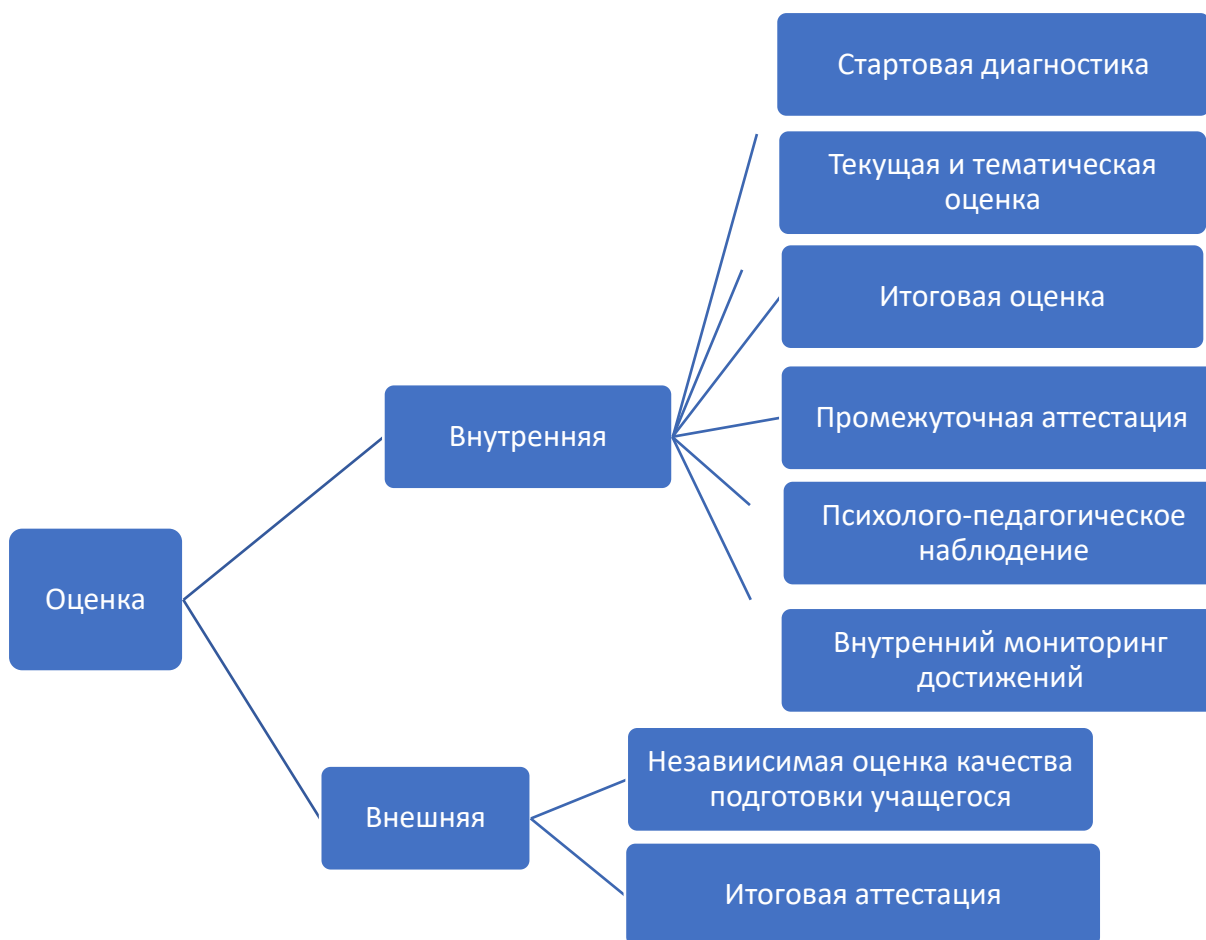 Оценка
Внутренняя
Стартовая диагностика
Текущая и тематическая
оценка
Итоговая оценка
Промежуточная аттестация
Психолого-педагогическое
наблюдение
Внутренний мониторинг
достижений
Внешняя
Незавиисимая оценка качества
подготовки учащегося
Итоговая аттестация